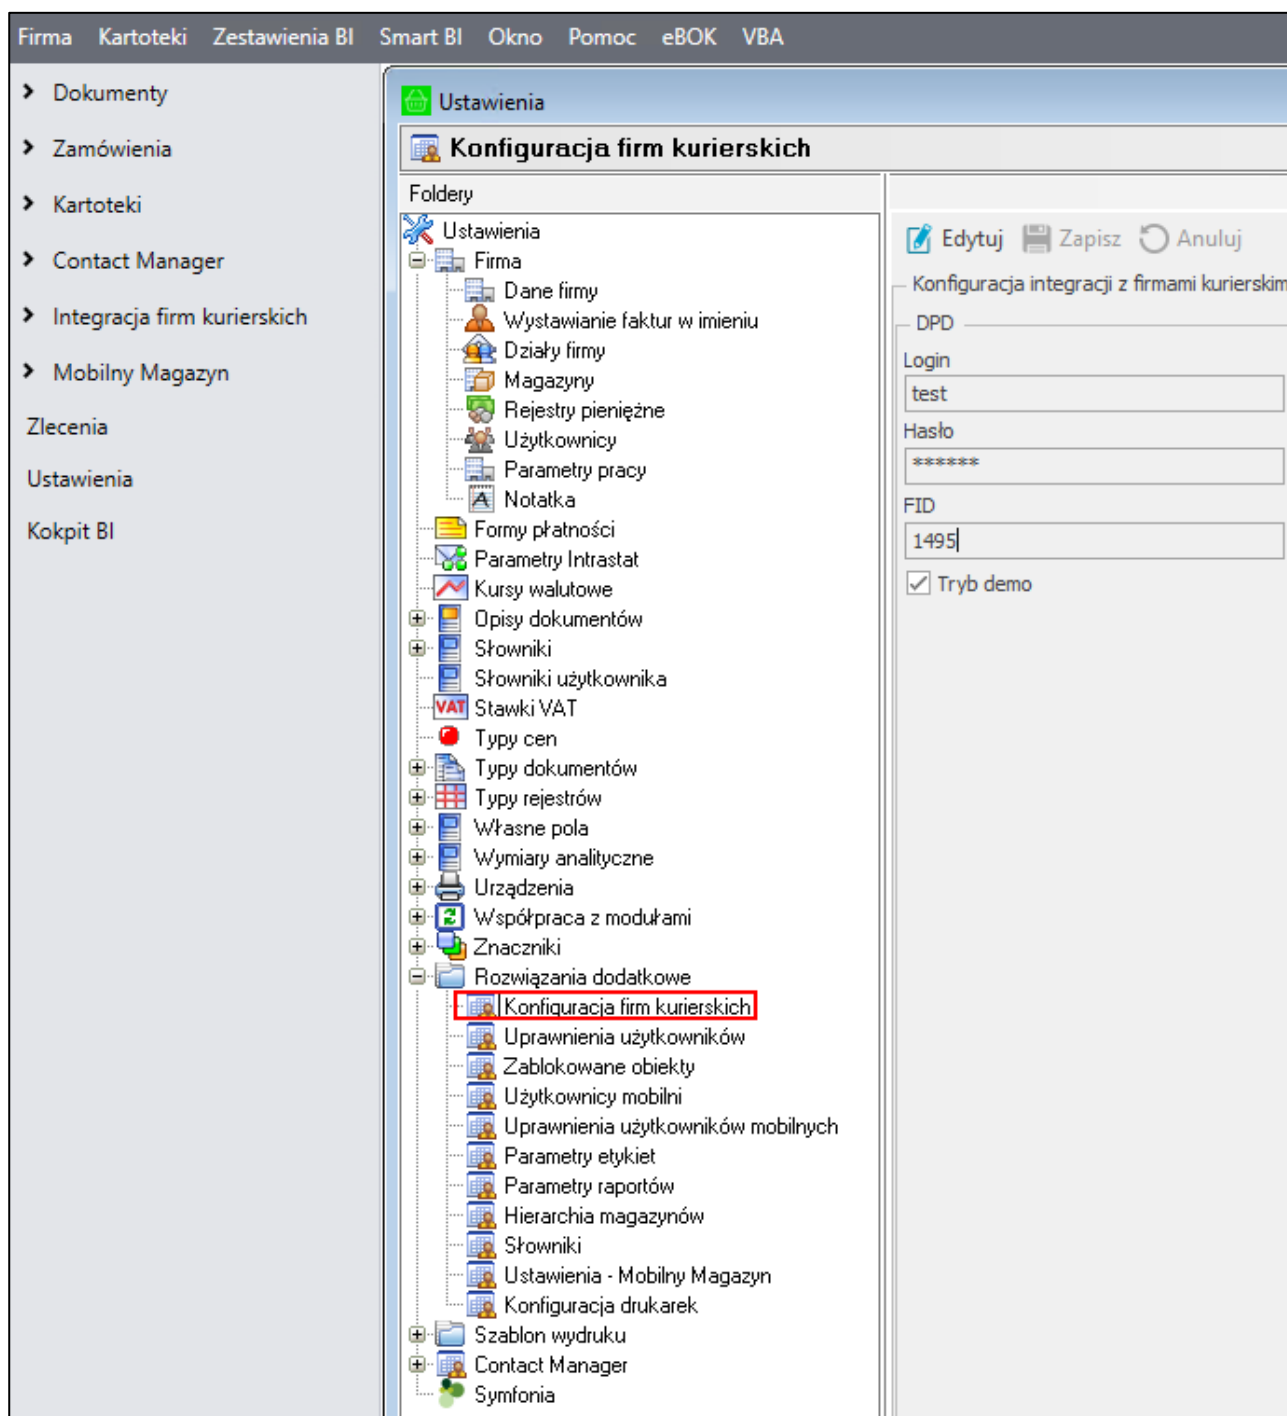 Firma Kartoteki Zestawienia BI Smart BI Okno Pomoc eBOK VBA
Dokumenty
Zamówienia
Kartoteki
Contact Manager
Integracja firm kurierskich
Mobilny Magazyn
Zlecenia
Ustawienia
Kokpit BI
Ustawienia
Konfiguracja firm kurierskich
Foldery
Ustawienia
Firma
Dane firmy
Wystawianie faktur w imieniu
Działy firmy
Magazyny
Rejestry pieniężne
Użytkownicy
Parametry pracy
Notatka
Formy płatności
Parametry Intrastat
Kursy walutowe
Opisy dokumentów
Słowniki
Słowniki użytkownika
VAT Stawki VAT
Typy cen
Typy dokumentów
Typy rejestrów
Własne pola
Wymiary analityczne
Urządzenia
Współpraca z modułami
Znaczniki
Rozwiązania dodatkowe
Konfiguracja firm kurierskich
Uprawnienia użytkowników
Zablokowane obiekty
Użytkownicy mobilni
Uprawnienia użytkowników mobilnych
Parametry etykiet
Parametry raportów
Hierarchia magazynów
Słowniki
Ustawienia - Mobilny Magazyn
Konfiguracja drukarek
Szablon wydruku
Contact Manager
Symfonia
Edytuj Zapisz Anuluj
Konfiguracja integracji z firmami kurierskim
DPD
Login
test
Hasło
******
FID
1495
Tryb demo